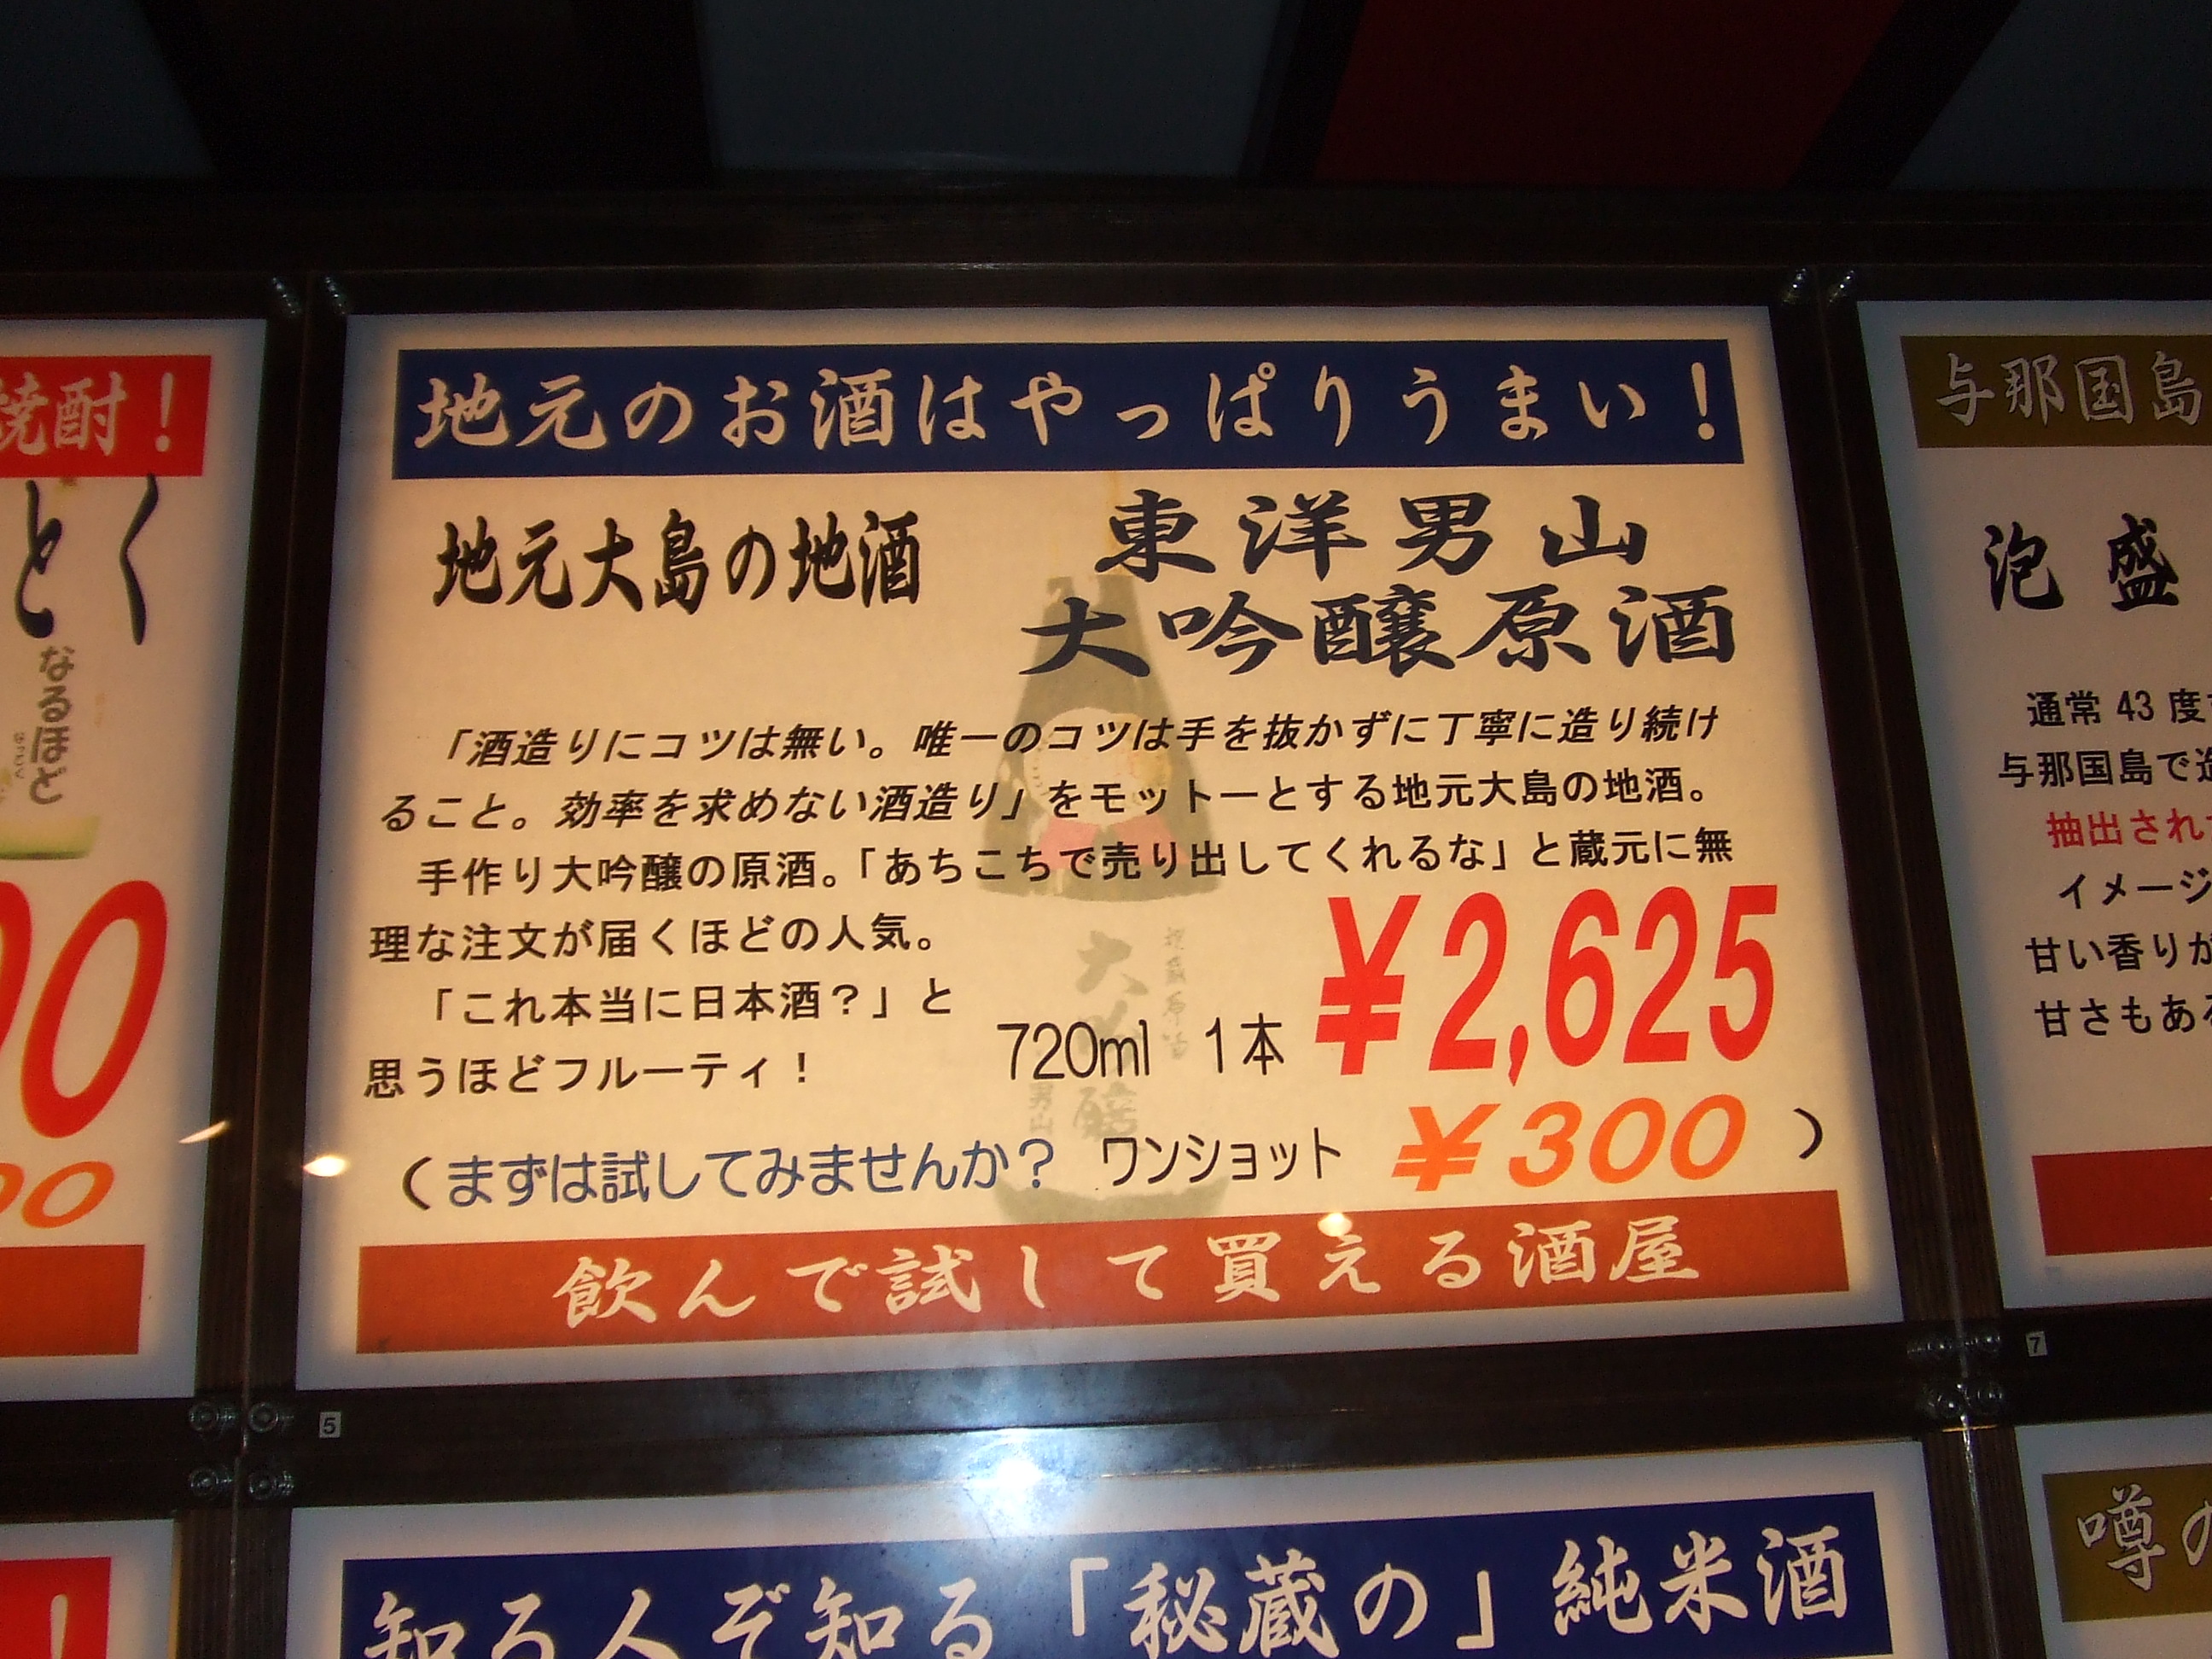 地元のお酒はやっぱりうまい！
地元大島の地酒
東洋男山
大吟醸原酒
「酒造りにコツは無い。唯一のコツは手を抜かずに丁寧に造り続け
ること。効率を求めない酒造り」をモットーとする地元大島の地酒。
手作り大吟醸の原酒。「あちこちで売り出してくれるな」と蔵元に無
理な注文が届くほどの人気。
「これ本当に日本酒？」と
思うほどフルーティ！
720ml 1本 ¥2,625
（まずは試してみませんか？ ワンショット ¥300）
飲んで試して買える酒屋
5
知る人ぞ知る「秘蔵の」純米酒
焼酎！
とく
なるほど
00
00
！
与那国島
泡盛
通常43度
与那国島で造
抽出され
イメージ
甘い香りが
甘さもある
7
噂の